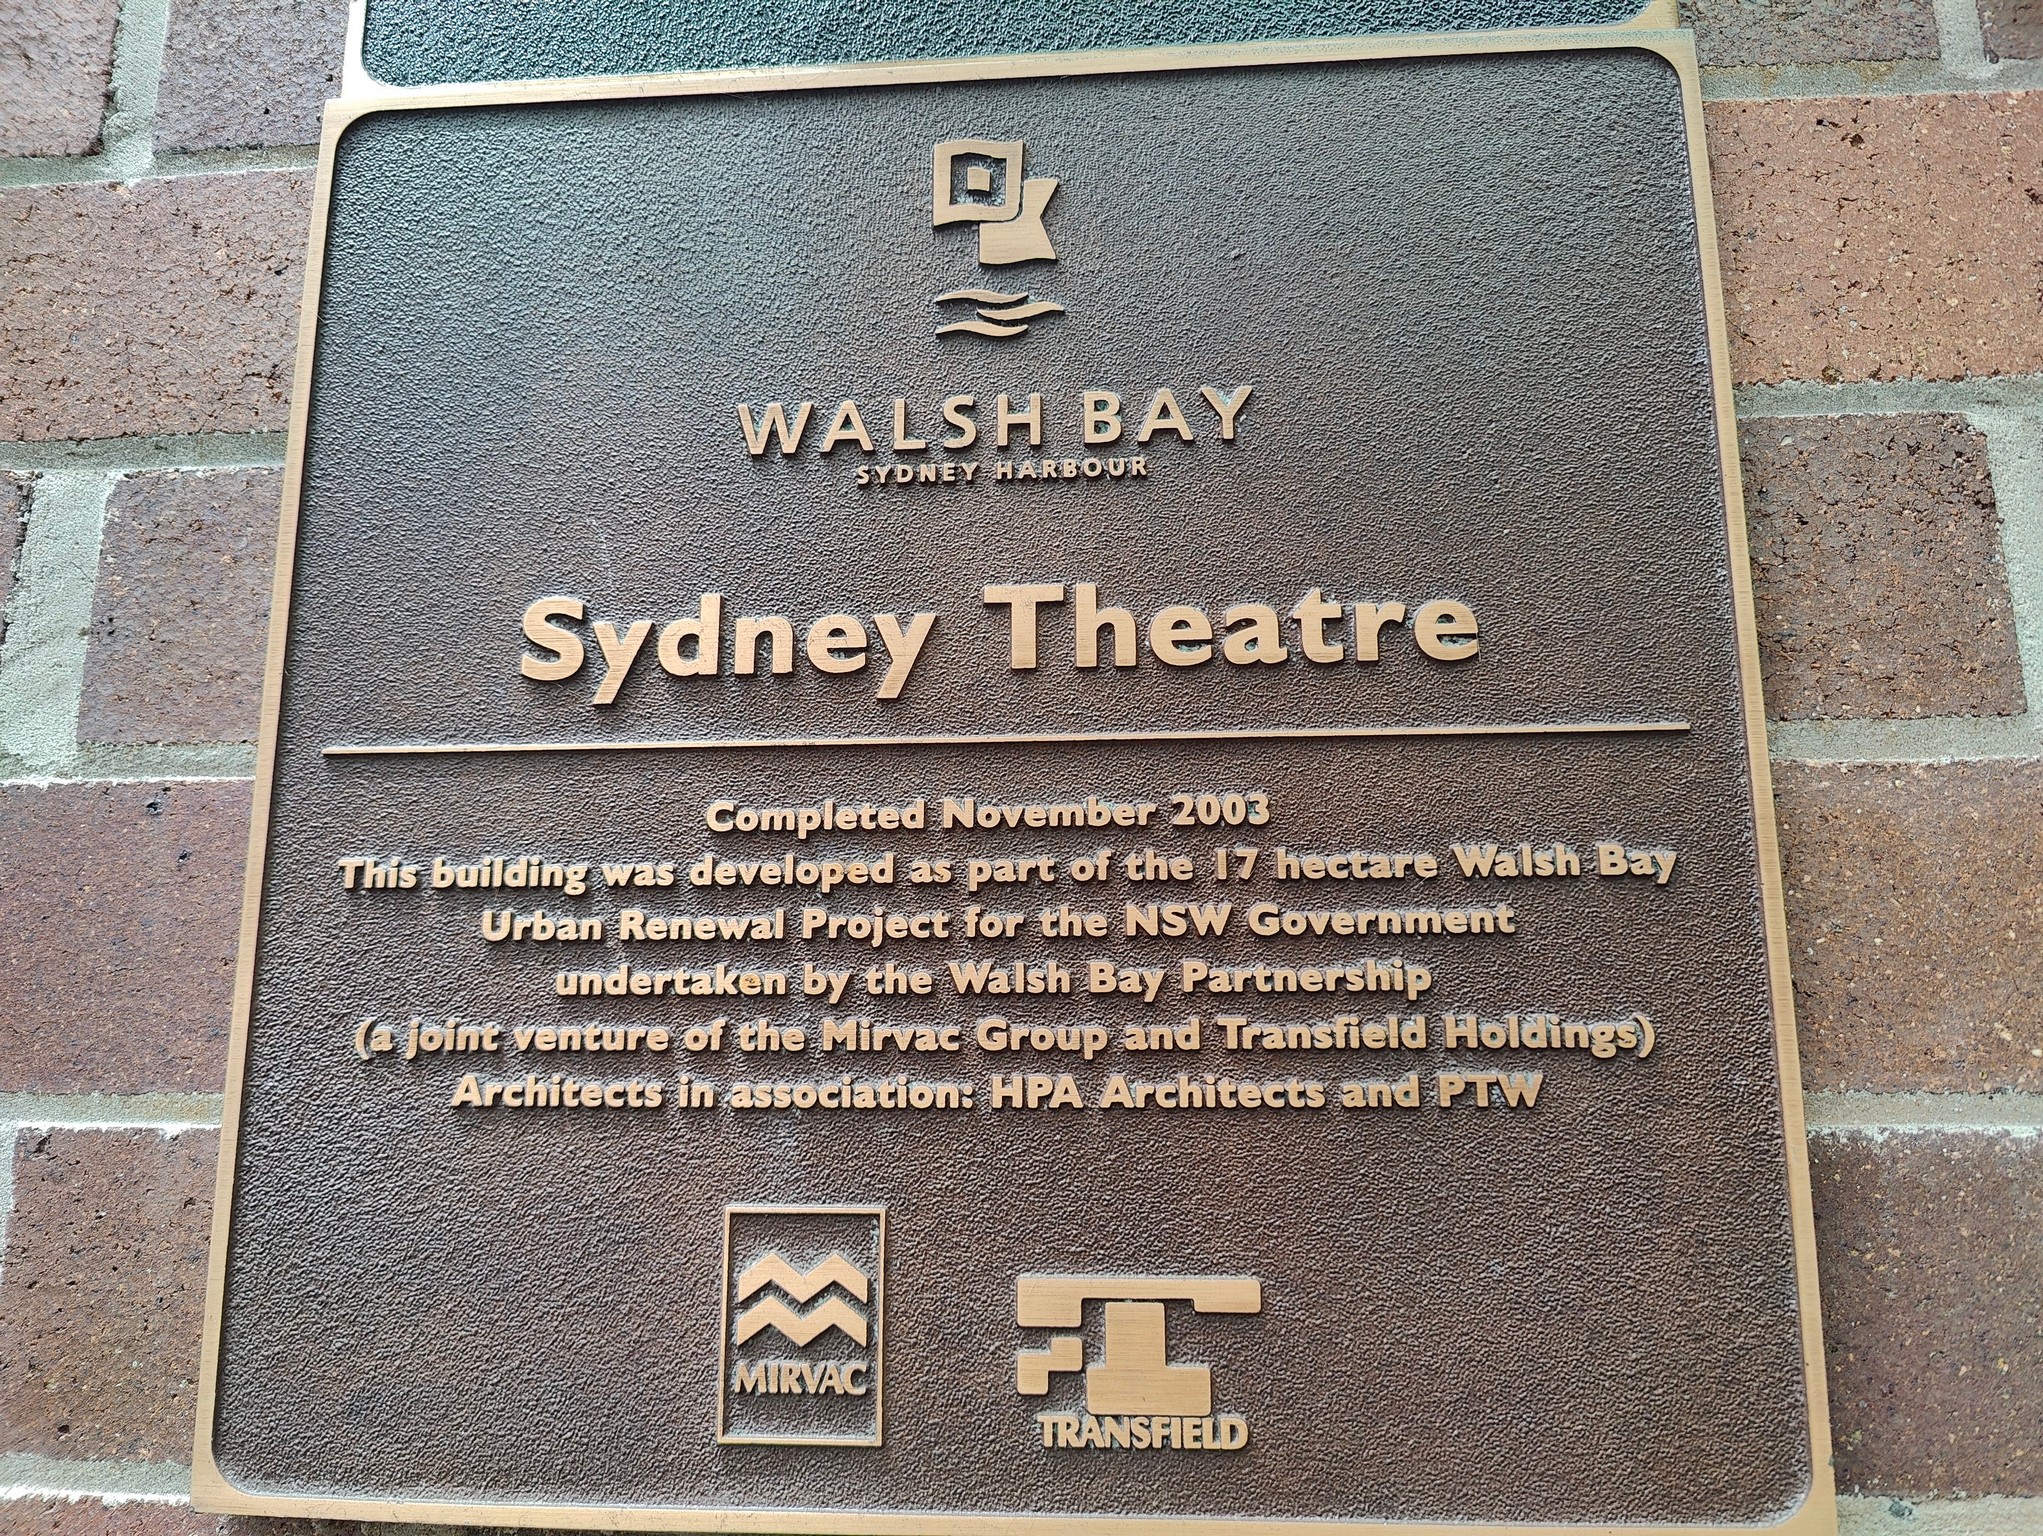 WALSH BAY
SYDNEY HARBOUR
Sydney Theatre
Completed November 2003
This building was developed as part of the 17 hectare Walsh Bay
Urban Renewal Project for the NSW Government
undertaken by the Walsh Bay Partnership
(a joint venture of the Mirvac Group and Transfield Holdings)
Architects in association: HPA Architects and PTW
MIRVAC
TRANSFIELD